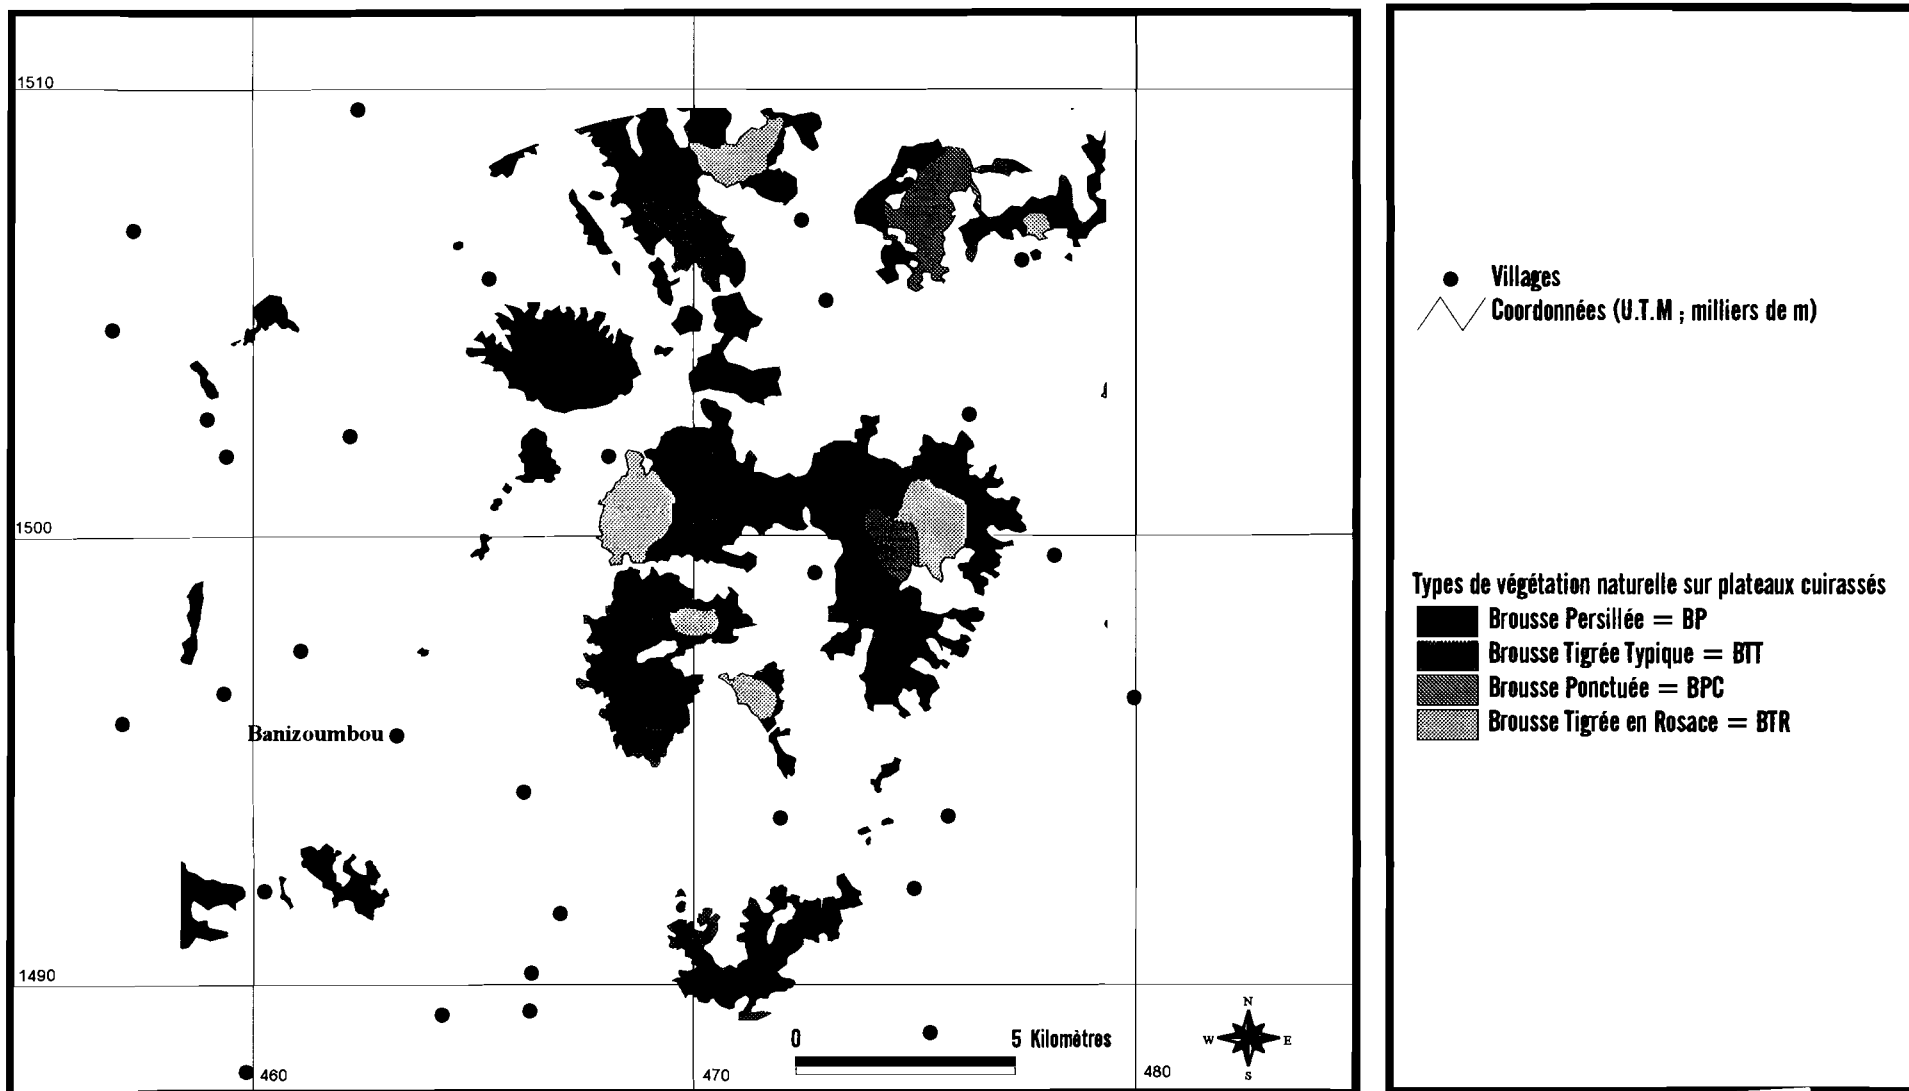 1510
1500
Banizoumbou
1490
460
470
480
0
5 Kilomètres
N
W
E
S
Villages
Coordonnées (U.T.M ; milliers de m)
Types de végétation naturelle sur plateaux cuirassés
Brousse Persillée = BP
Brousse Tigrée Typique = BTT
Brousse Ponctuée = BPC
Brousse Tigrée en Rosace = BTR